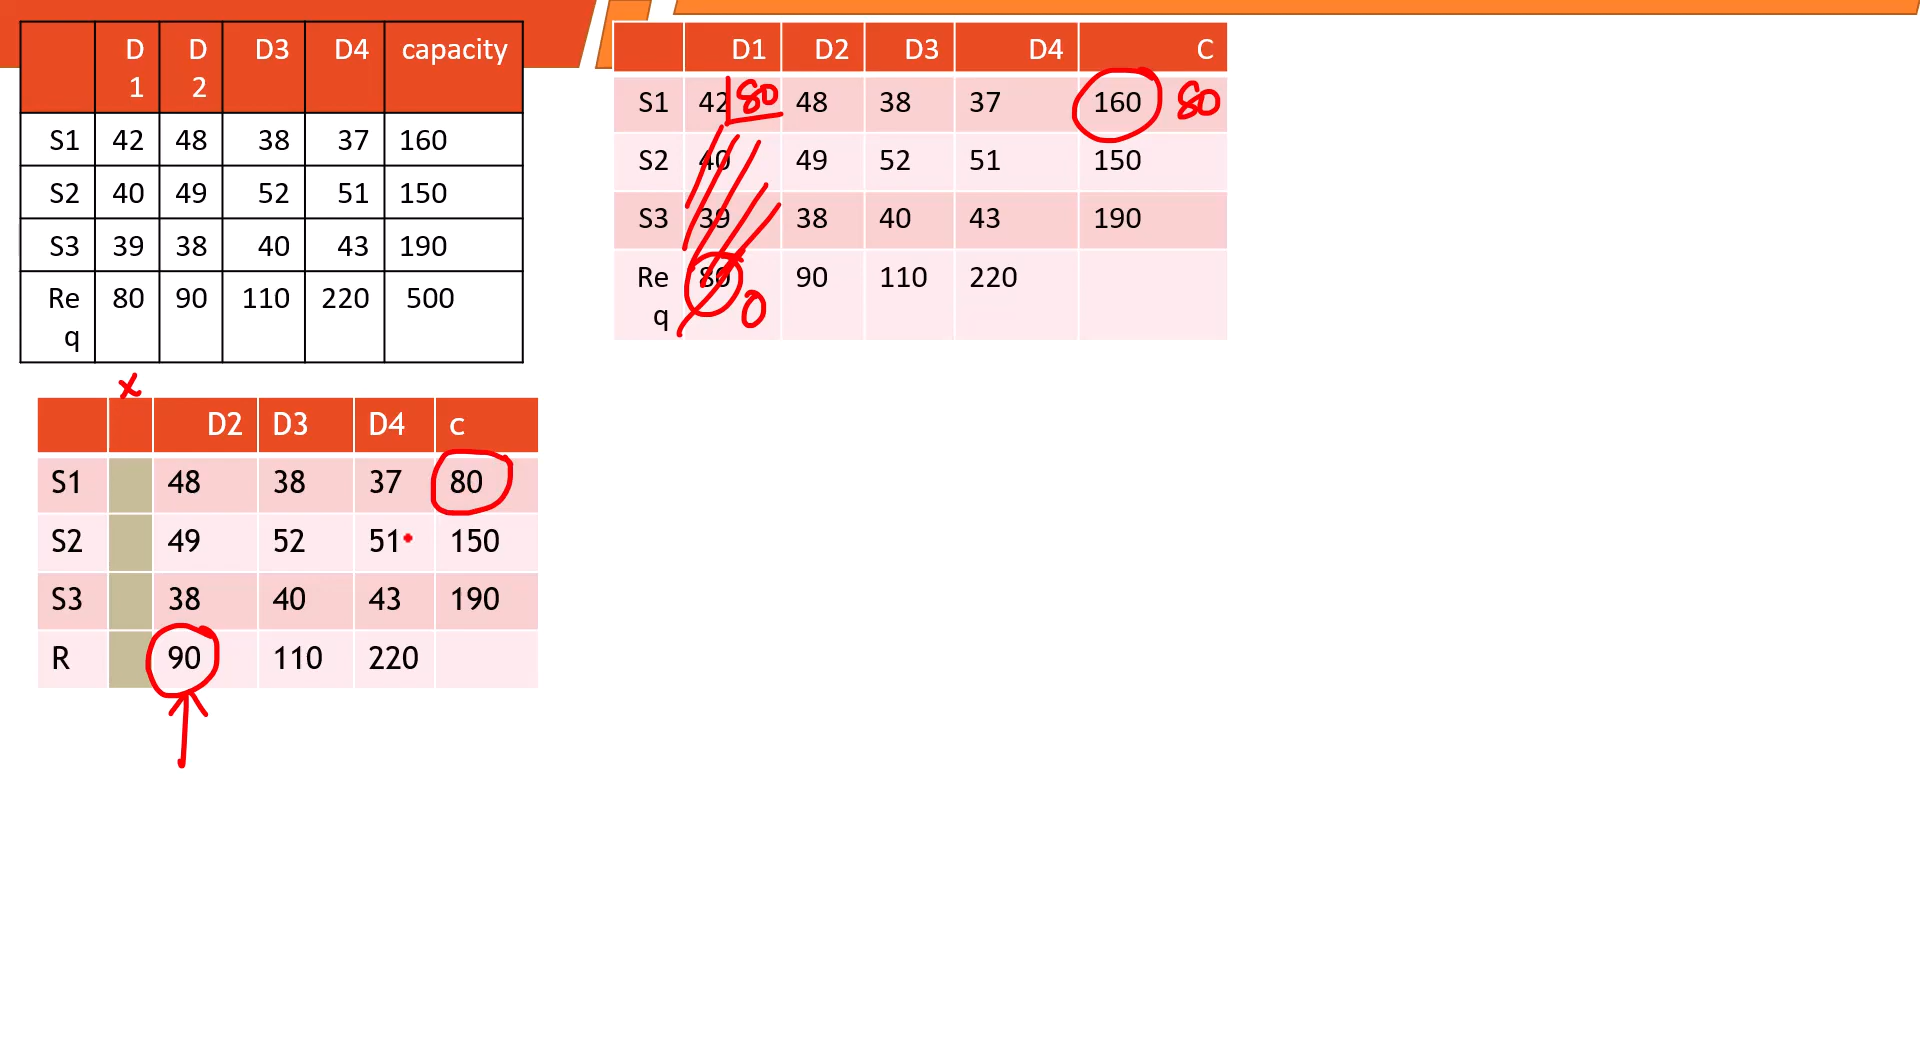 D1 D2 D3 D4 capacity
S1 42 48 38 37 160
S2 40 49 52 51 150
S3 39 38 40 43 190
Req 80 90 110 220 500
D1 D2 D3 D4 C
S1 42 80 48 38 37 160 80
S2 40 49 52 51 150
S3 39 38 40 43 190
Req 80 0 90 110 220
x
D2 D3 D4 c
S1 48 38 37 80
S2 49 52 51 150
S3 38 40 43 190
R 90 110 220